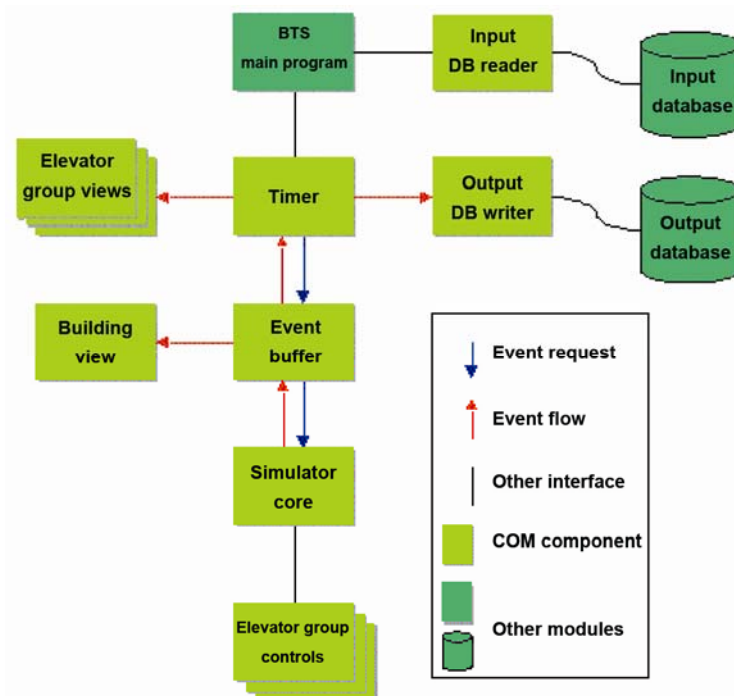 BTS
main program
Input
DB reader
Input
database
Elevator
group views
Timer
Output
DB writer
Output
database
Building
view
Event
buffer
Event request
Event flow
Simulator
core
Other interface
COM component
Elevator group
controls
Other modules